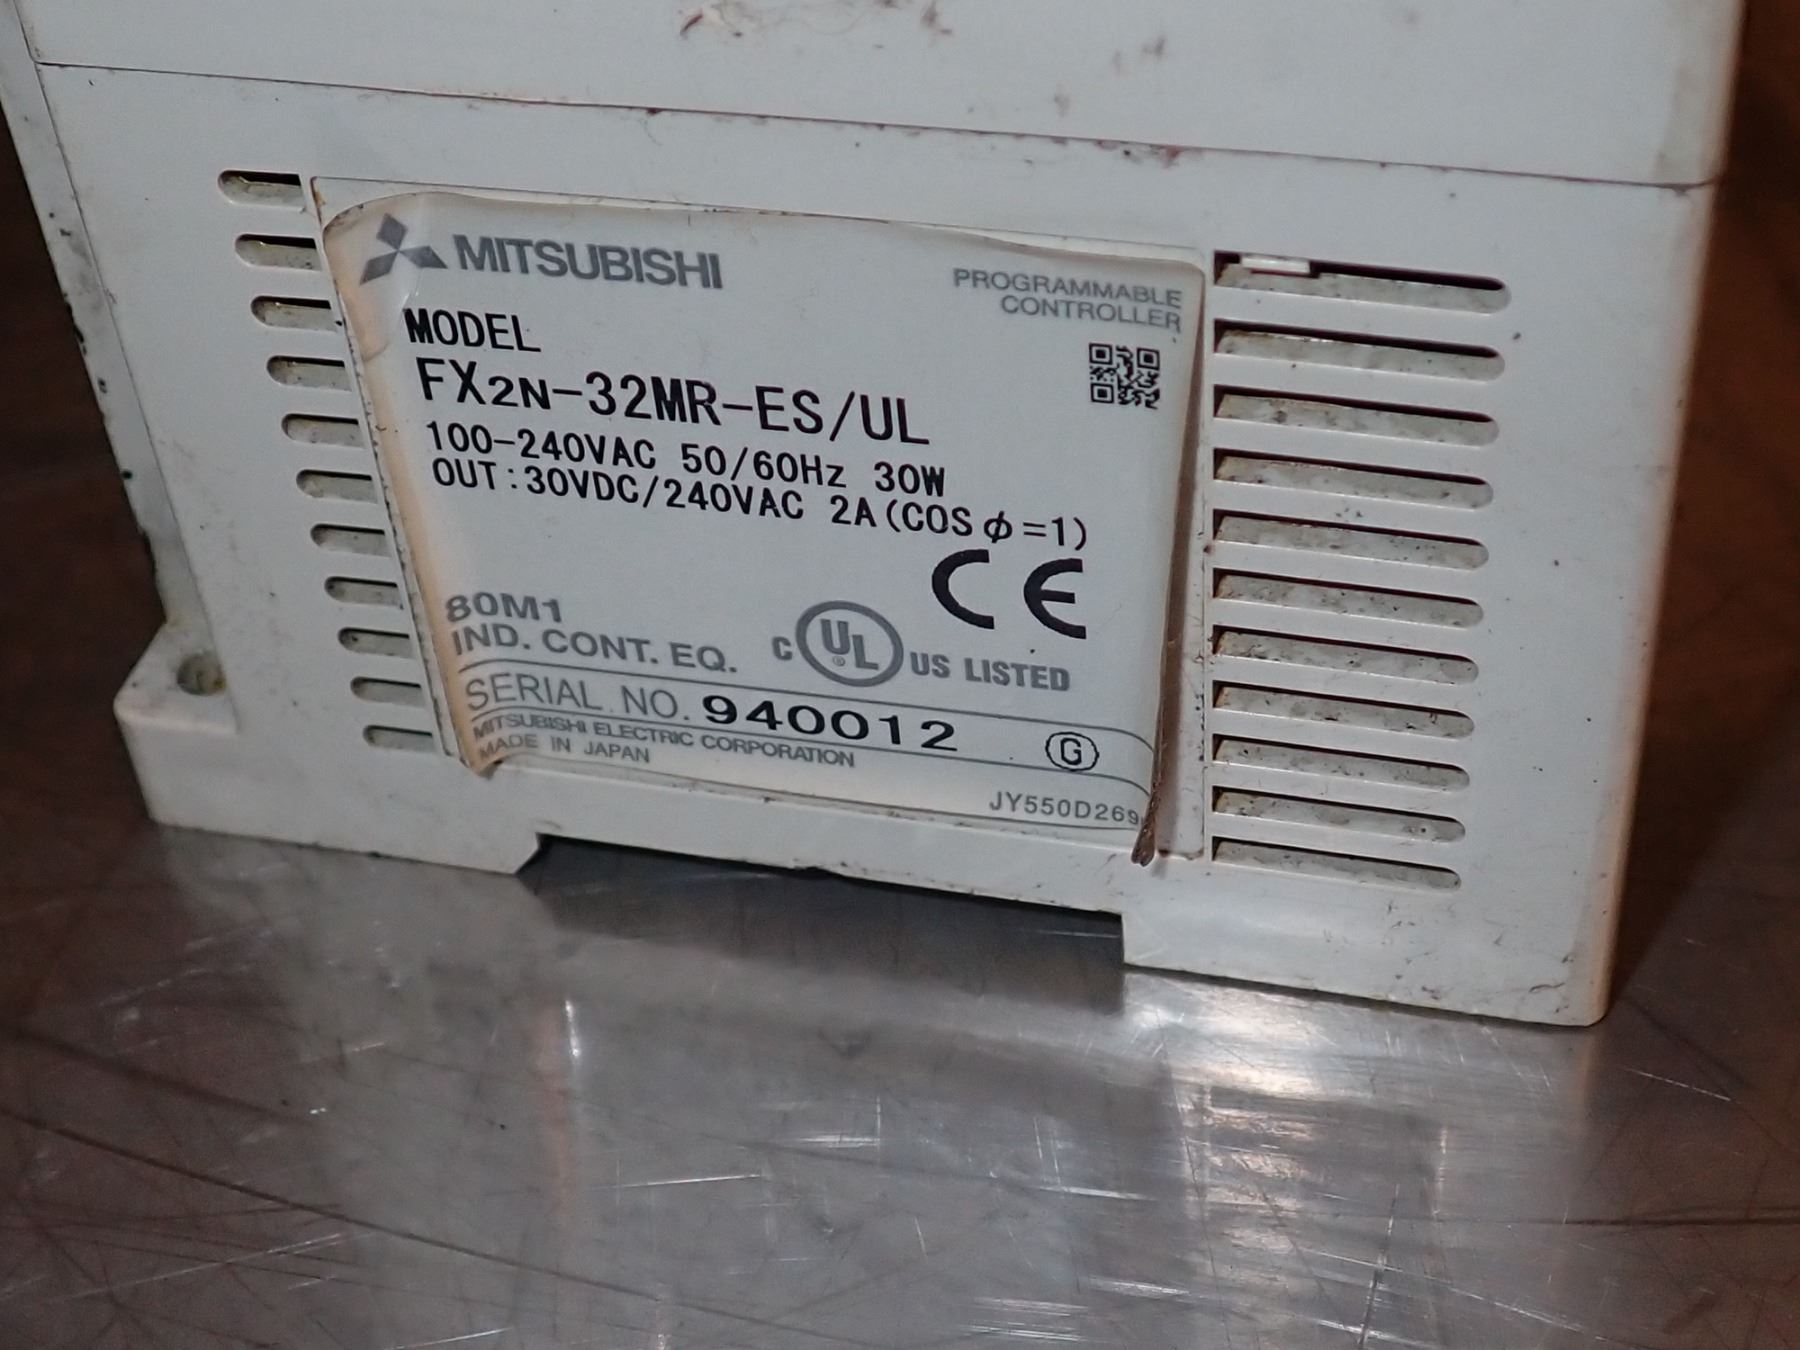 MITSUBISHI
PROGRAMMABLE
CONTROLLER
MODEL
FX2N-32MR-ES/UL
100-240VAC 50/60Hz 30W
OUT:30VDC/240VAC 2A(COSφ=1)
CE
80M1
IND. CONT. EQ.
C UL® US LISTED
SERIAL NO. 940012
MITSUBISHI ELECTRIC CORPORATION
MADE IN JAPAN
G